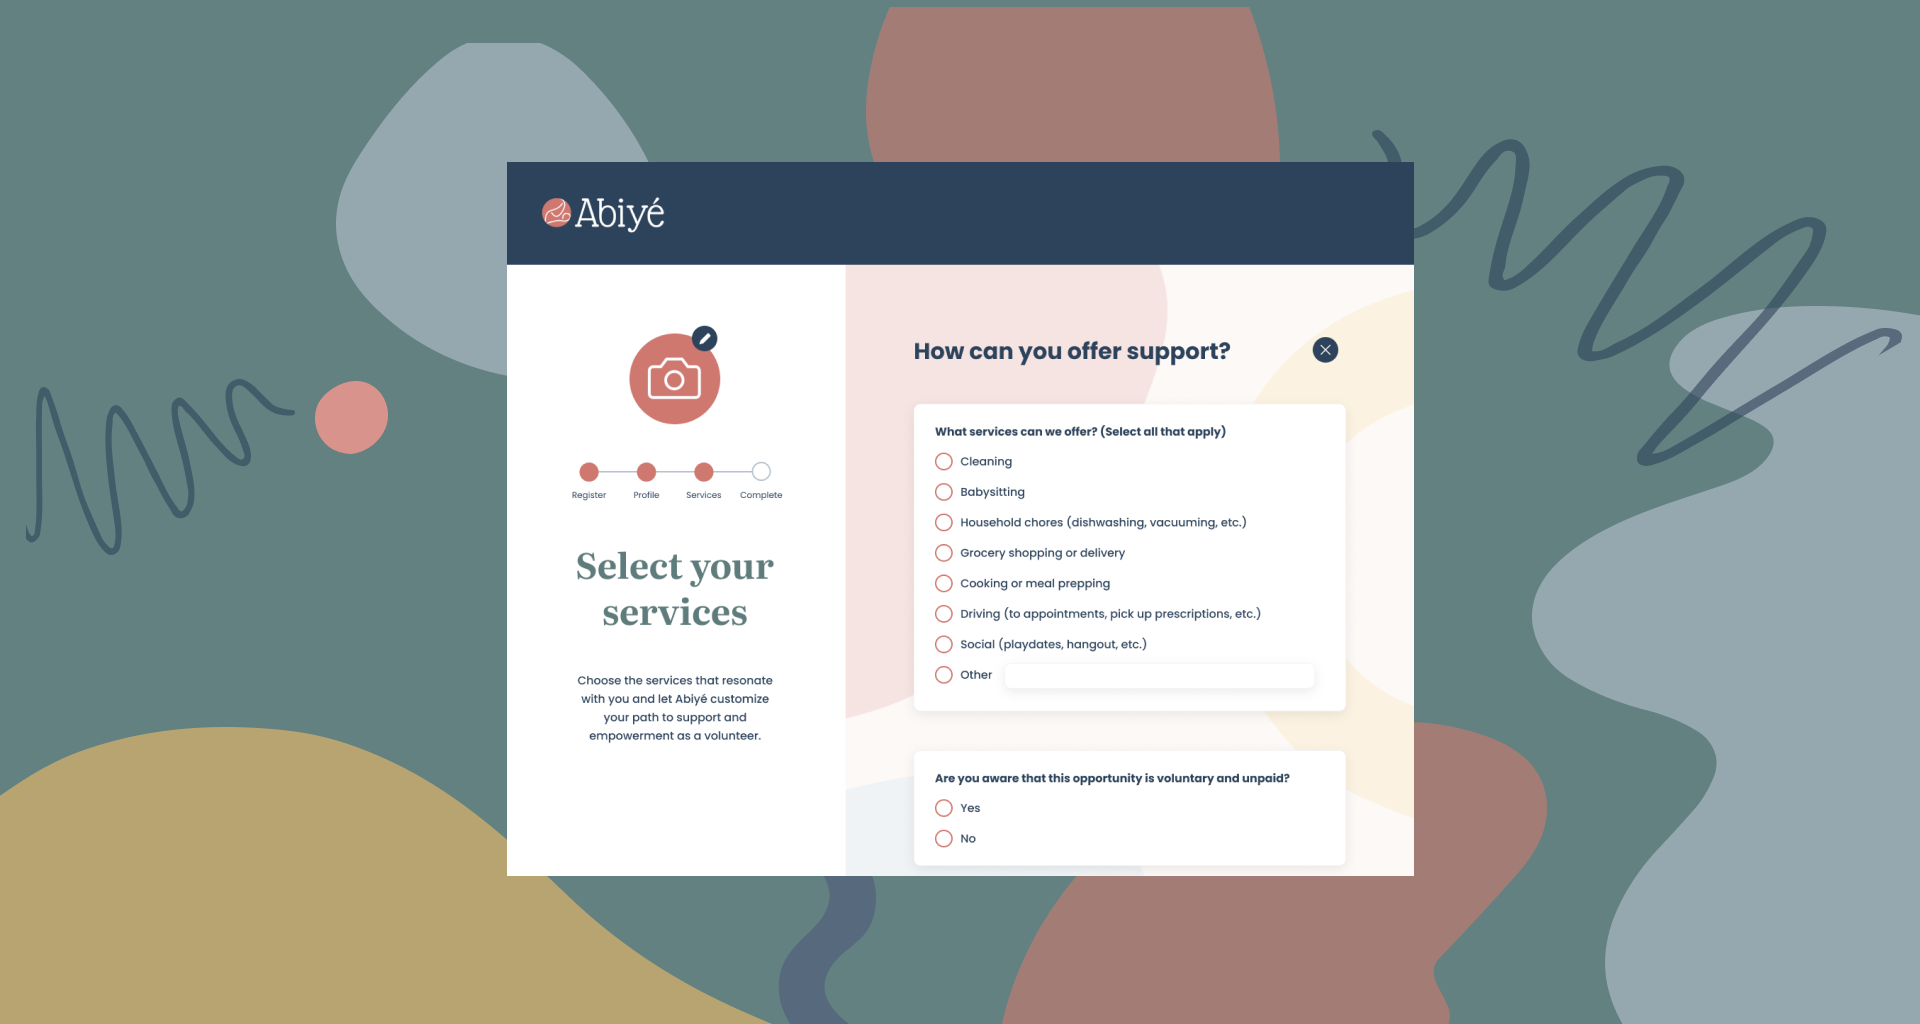 Abiyé
Register
Profile
Services
Complete
Select your
services
Choose the services that resonate
with you and let Abiyé customize
your path to support and
empowerment as a volunteer.
How can you offer support?
What services can we offer? (Select all that apply)
Cleaning
Babysitting
Household chores (dishwashing, vacuuming, etc.)
Grocery shopping or delivery
Cooking or meal prepping
Driving (to appointments, pick up prescriptions, etc.)
Social (playdates, hangout, etc.)
Other
Are you aware that this opportunity is voluntary and unpaid?
Yes
No